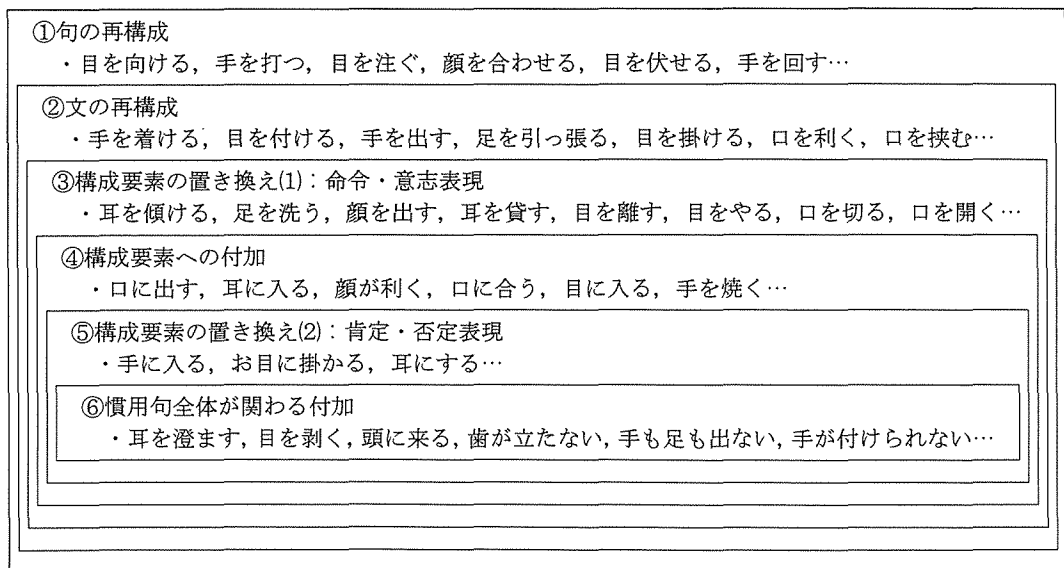 ①句の再構成
・目を向ける，手を打つ，目を注ぐ，顔を合わせる，目を伏せる，手を回す…
②文の再構成
・手を着ける，目を付ける，手を出す，足を引っ張る，目を掛ける，口を利く，口を挟む…
③構成要素の置き換え(1)：命令・意志表現
・耳を傾ける，足を洗う，顔を出す，耳を貸す，目を離す，目をやる，口を切る，口を開く…
④構成要素への付加
・口に出す，耳に入る，顔が利く，口に合う，目に入る，手を焼く…
⑤構成要素の置き換え(2)：肯定・否定表現
・手に入る，お目に掛かる，耳にする…
⑥慣用句全体が関わる付加
・耳を澄ます，目を剥く，頭に来る，歯が立たない，手も足も出ない，手が付けられない…